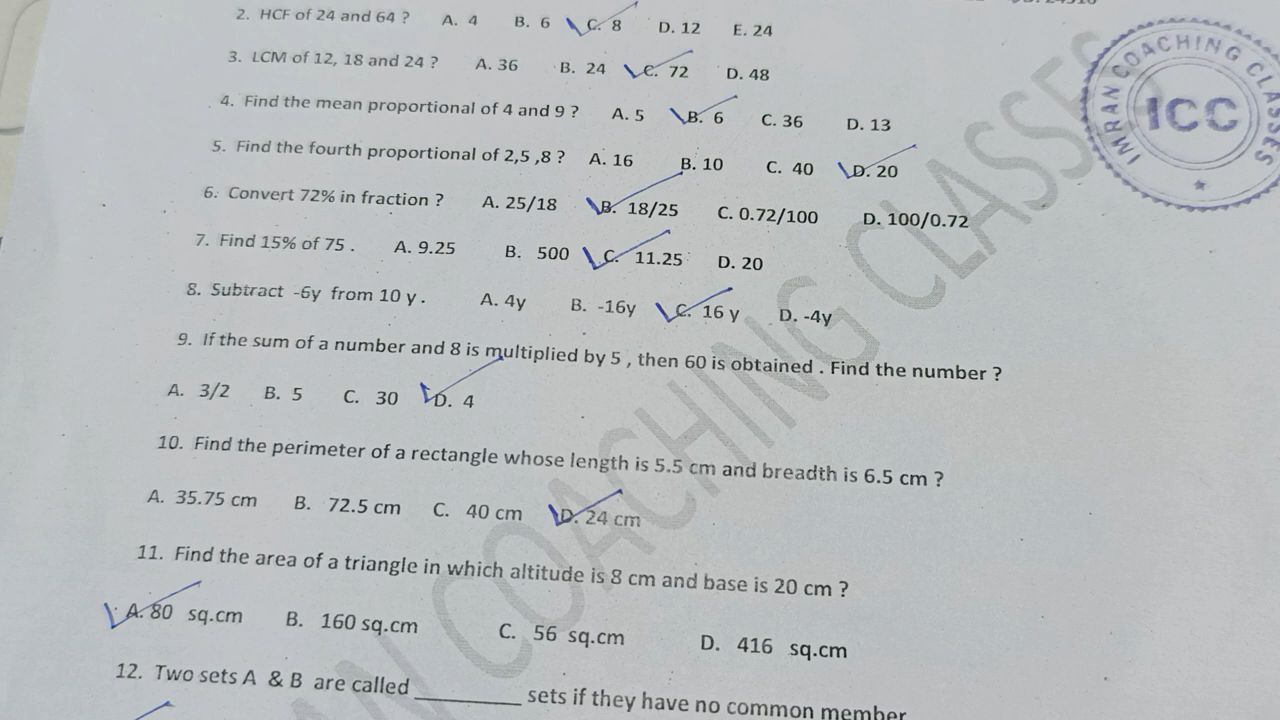 2. HCF of 24 and 64 ? A. 4 B. 6 C. 8 D. 12 E. 24
3. LCM of 12, 18 and 24 ? A. 36 B. 24 C. 72 D. 48
4. Find the mean proportional of 4 and 9 ? A. 5 B. 6 C. 36 D. 13
5. Find the fourth proportional of 2,5 ,8 ? A. 16 B. 10 C. 40 D. 20
6. Convert 72% in fraction ? A. 25/18 B. 18/25 C. 0.72/100 D. 100/0.72
7. Find 15% of 75 . A. 9.25 B. 500 C. 11.25 D. 20
8. Subtract -6y from 10 y . A. 4y B. -16y C. 16 y D. -4y
9. If the sum of a number and 8 is multiplied by 5 , then 60 is obtained . Find the number ?
A. 3/2 B. 5 C. 30 D. 4
10. Find the perimeter of a rectangle whose length is 5.5 cm and breadth is 6.5 cm ?
A. 35.75 cm B. 72.5 cm C. 40 cm D. 24 cm
11. Find the area of a triangle in which altitude is 8 cm and base is 20 cm ?
A. 80 sq.cm B. 160 sq.cm C. 56 sq.cm D. 416 sq.cm
12. Two sets A & B are called __________ sets if they have no common member
IMRAN COACHING CLASSES
ICC
AN COACHING CLASSES